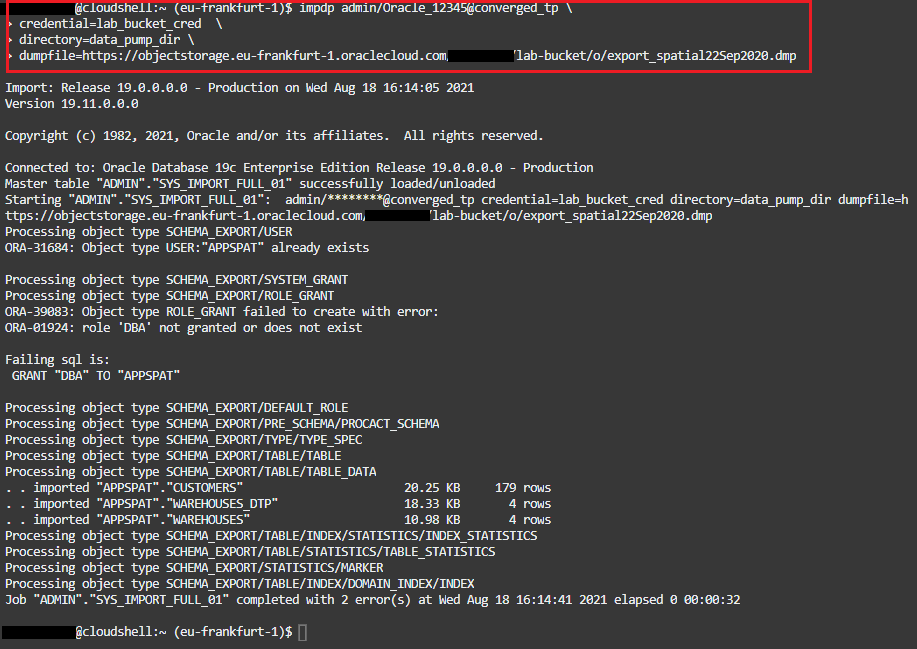 @cloudshell:~ (eu-frankfurt-1)$ impdp admin/Oracle_12345@converged_tp \
> credential=lab_bucket_cred  \
> directory=data_pump_dir \
> dumpfile=https://objectstorage.eu-frankfurt-1.oraclecloud.com /lab-bucket/o/export_spatial22Sep2020.dmp
Import: Release 19.0.0.0.0 - Production on Wed Aug 18 16:14:05 2021
Version 19.11.0.0.0
Copyright (c) 1982, 2021, Oracle and/or its affiliates.  All rights reserved.
Connected to: Oracle Database 19c Enterprise Edition Release 19.0.0.0.0 - Production
Master table "ADMIN"."SYS_IMPORT_FULL_01" successfully loaded/unloaded
Starting "ADMIN"."SYS_IMPORT_FULL_01":  admin/********@converged_tp credential=lab_bucket_cred directory=data_pump_dir dumpfile=h
ttps://objectstorage.eu-frankfurt-1.oraclecloud.com /lab-bucket/o/export_spatial22Sep2020.dmp
Processing object type SCHEMA_EXPORT/USER
ORA-31684: Object type USER:"APPSPAT" already exists
Processing object type SCHEMA_EXPORT/SYSTEM_GRANT
Processing object type SCHEMA_EXPORT/ROLE_GRANT
ORA-39083: Object type ROLE_GRANT failed to create with error:
ORA-01924: role 'DBA' not granted or does not exist
Failing sql is:
GRANT "DBA" TO "APPSPAT"
Processing object type SCHEMA_EXPORT/DEFAULT_ROLE
Processing object type SCHEMA_EXPORT/PRE_SCHEMA/PROCACT_SCHEMA
Processing object type SCHEMA_EXPORT/TYPE/TYPE_SPEC
Processing object type SCHEMA_EXPORT/TABLE/TABLE
Processing object type SCHEMA_EXPORT/TABLE/TABLE_DATA
. . imported "APPSPAT"."CUSTOMERS"                       20.25 KB     179 rows
. . imported "APPSPAT"."WAREHOUSES_DTP"                  18.33 KB       4 rows
. . imported "APPSPAT"."WAREHOUSES"                      10.98 KB       4 rows
Processing object type SCHEMA_EXPORT/TABLE/INDEX/STATISTICS/INDEX_STATISTICS
Processing object type SCHEMA_EXPORT/TABLE/STATISTICS/TABLE_STATISTICS
Processing object type SCHEMA_EXPORT/STATISTICS/MARKER
Processing object type SCHEMA_EXPORT/TABLE/INDEX/DOMAIN_INDEX/INDEX
Job "ADMIN"."SYS_IMPORT_FULL_01" completed with 2 error(s) at Wed Aug 18 16:14:41 2021 elapsed 0 00:00:32
@cloudshell:~ (eu-frankfurt-1)$